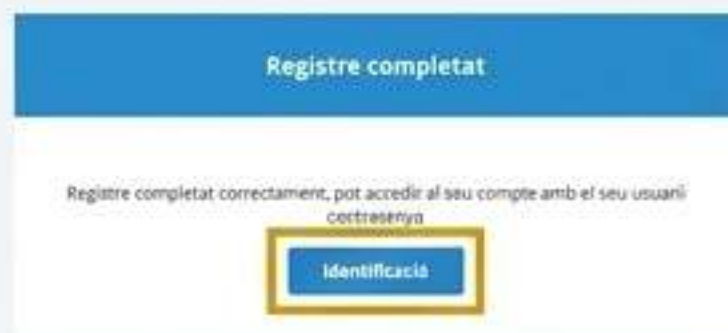 Registre completat
Registre completat correctament, pot accedir al seu compte amb el seu usuari i
contrasenya
Identificació